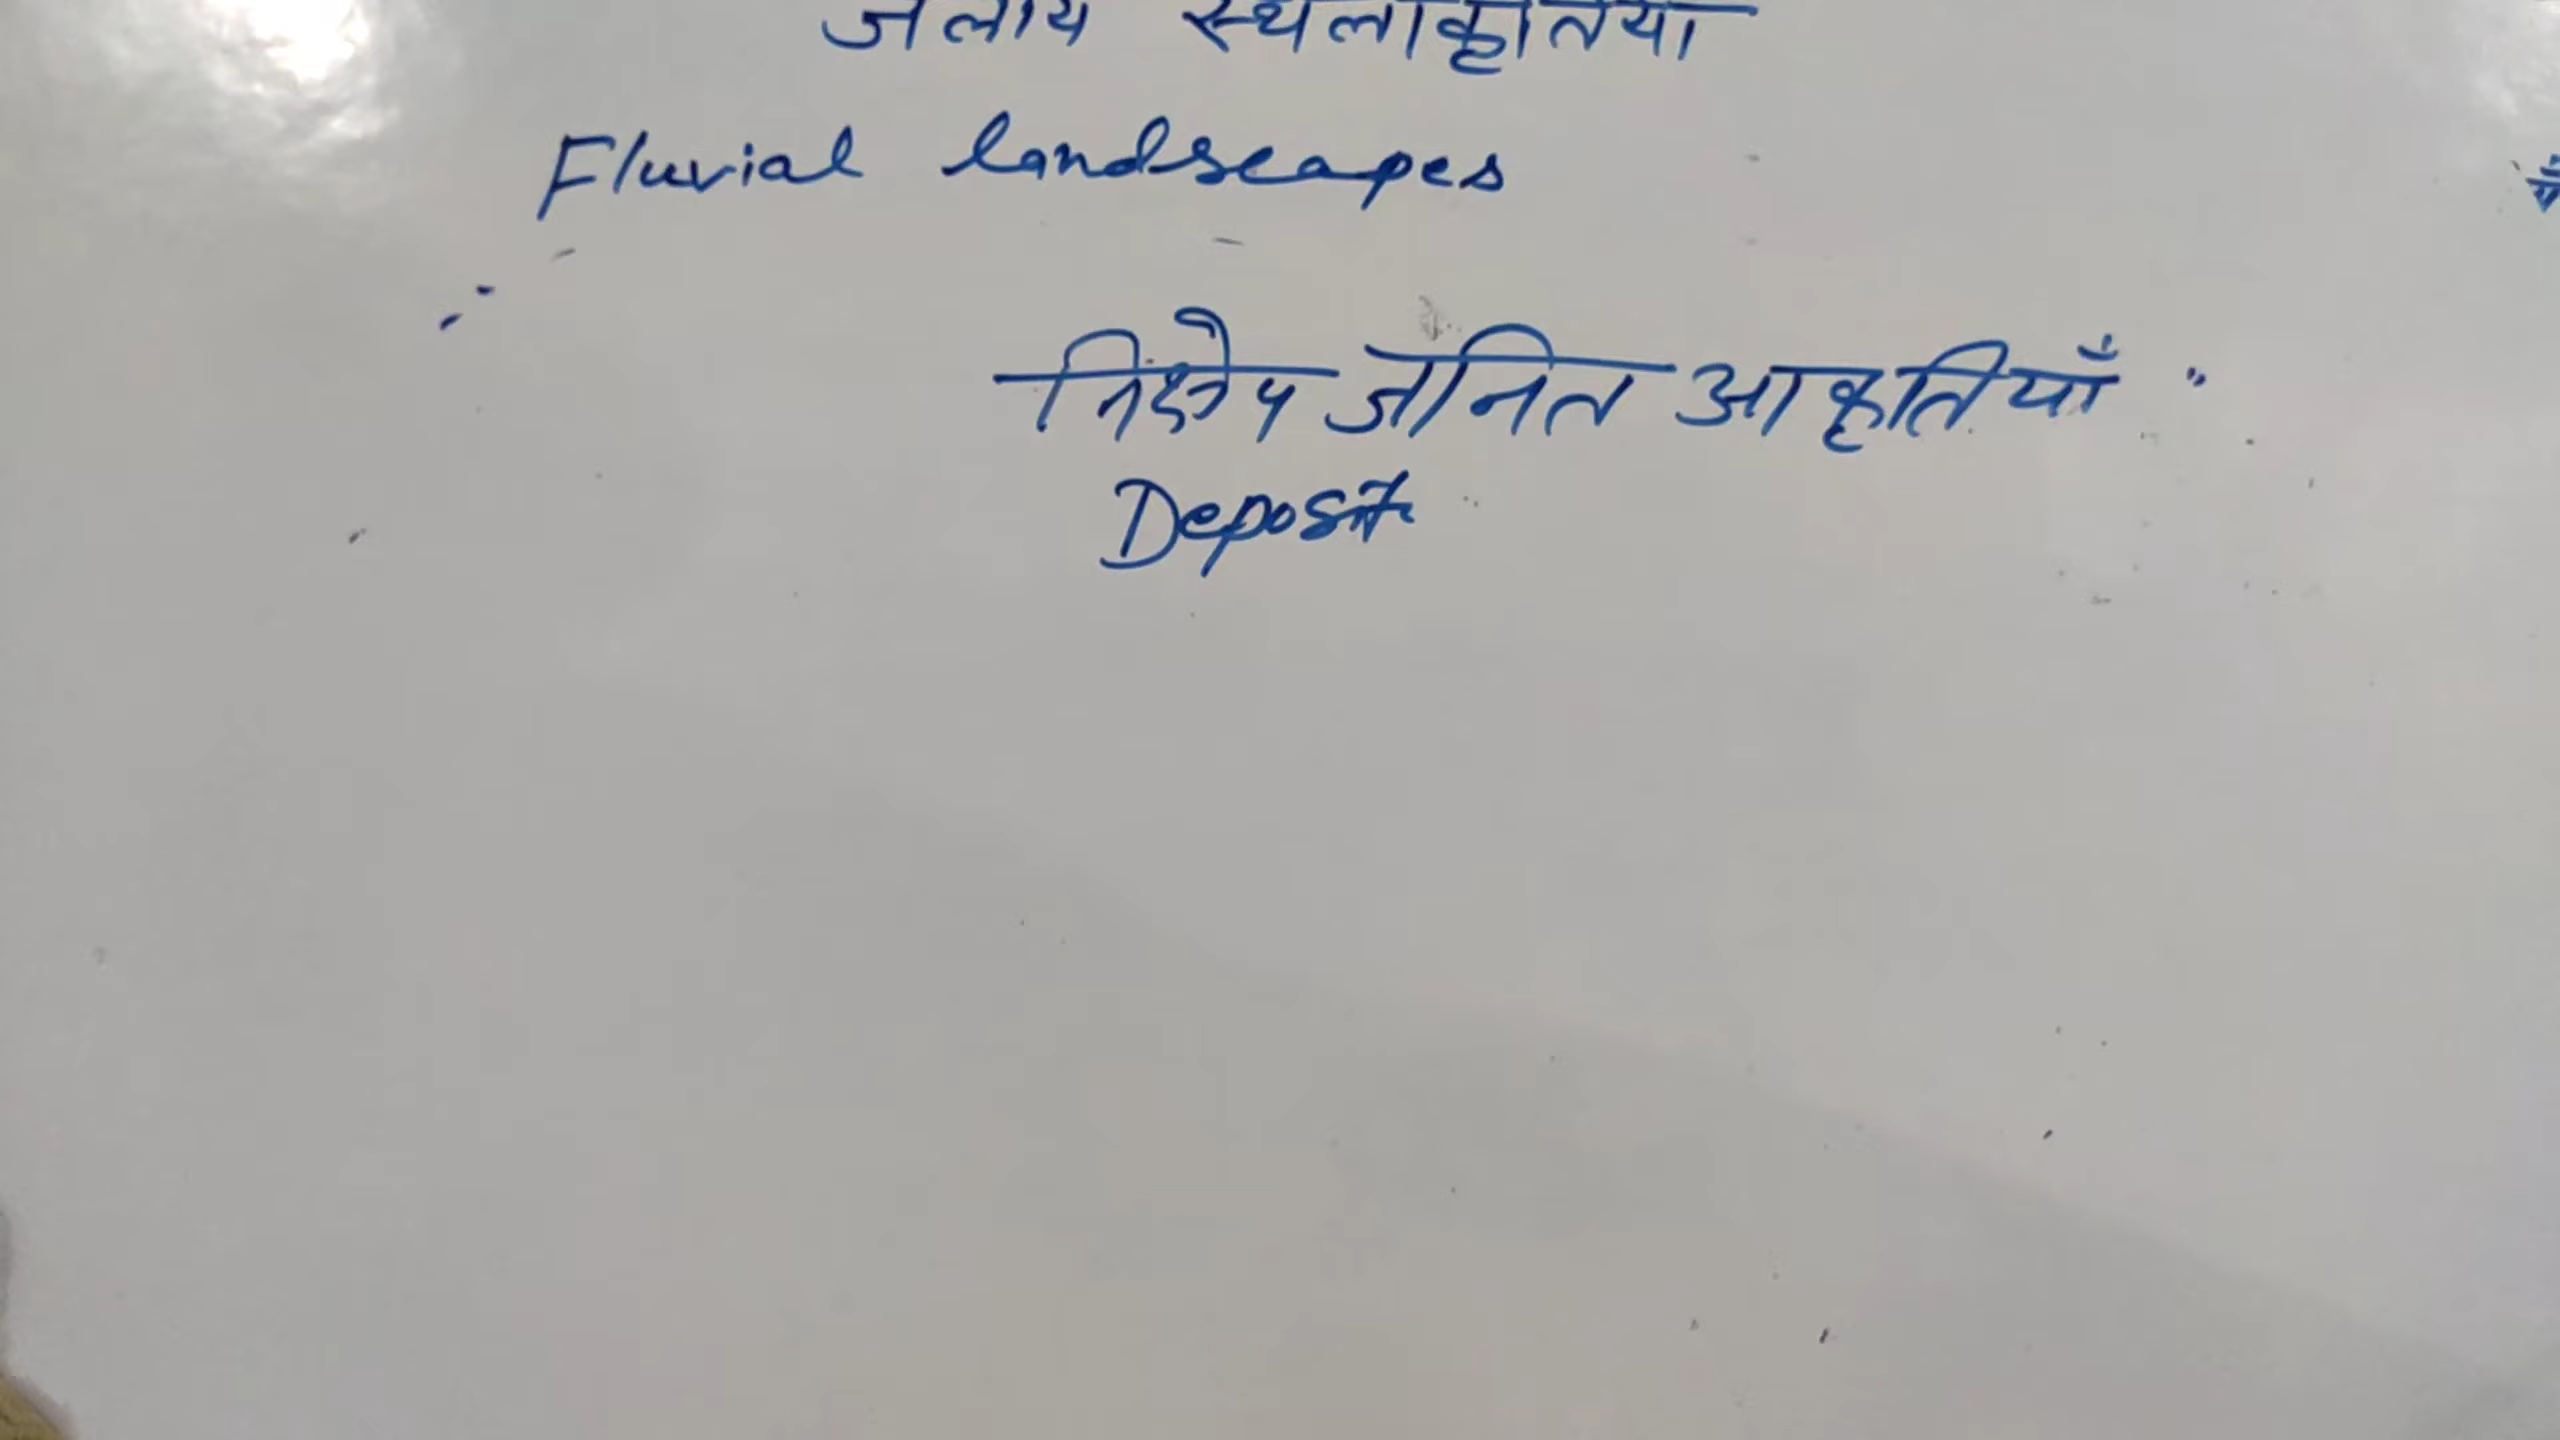 जलीय स्थलाकृतियाँ
Fluvial landscapes
निक्षेप जनित आकृतियाँ "
Deposit